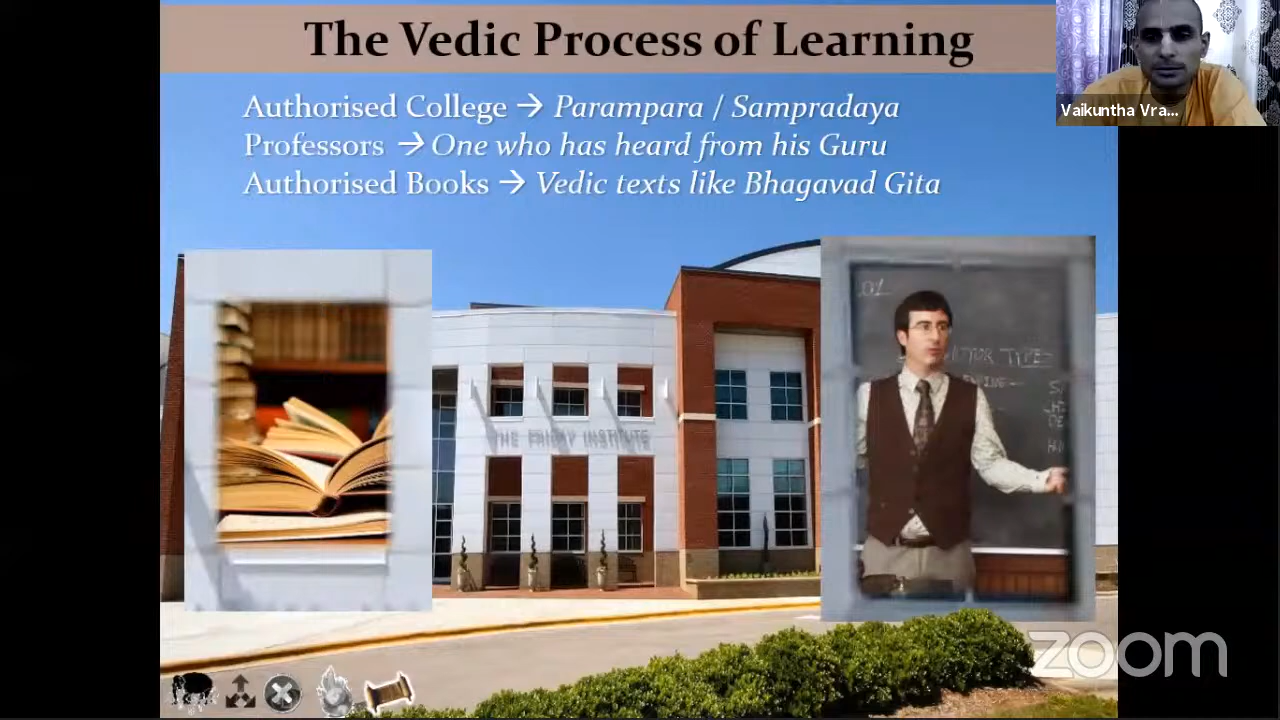 The Vedic Process of Learning
Authorised College → Parampara / Sampradaya
Professors → One who has heard from his Guru
Authorised Books → Vedic texts like Bhagavad Gita
Vaikuntha Vra...
THE FRIDAY INSTITUTE
zoom